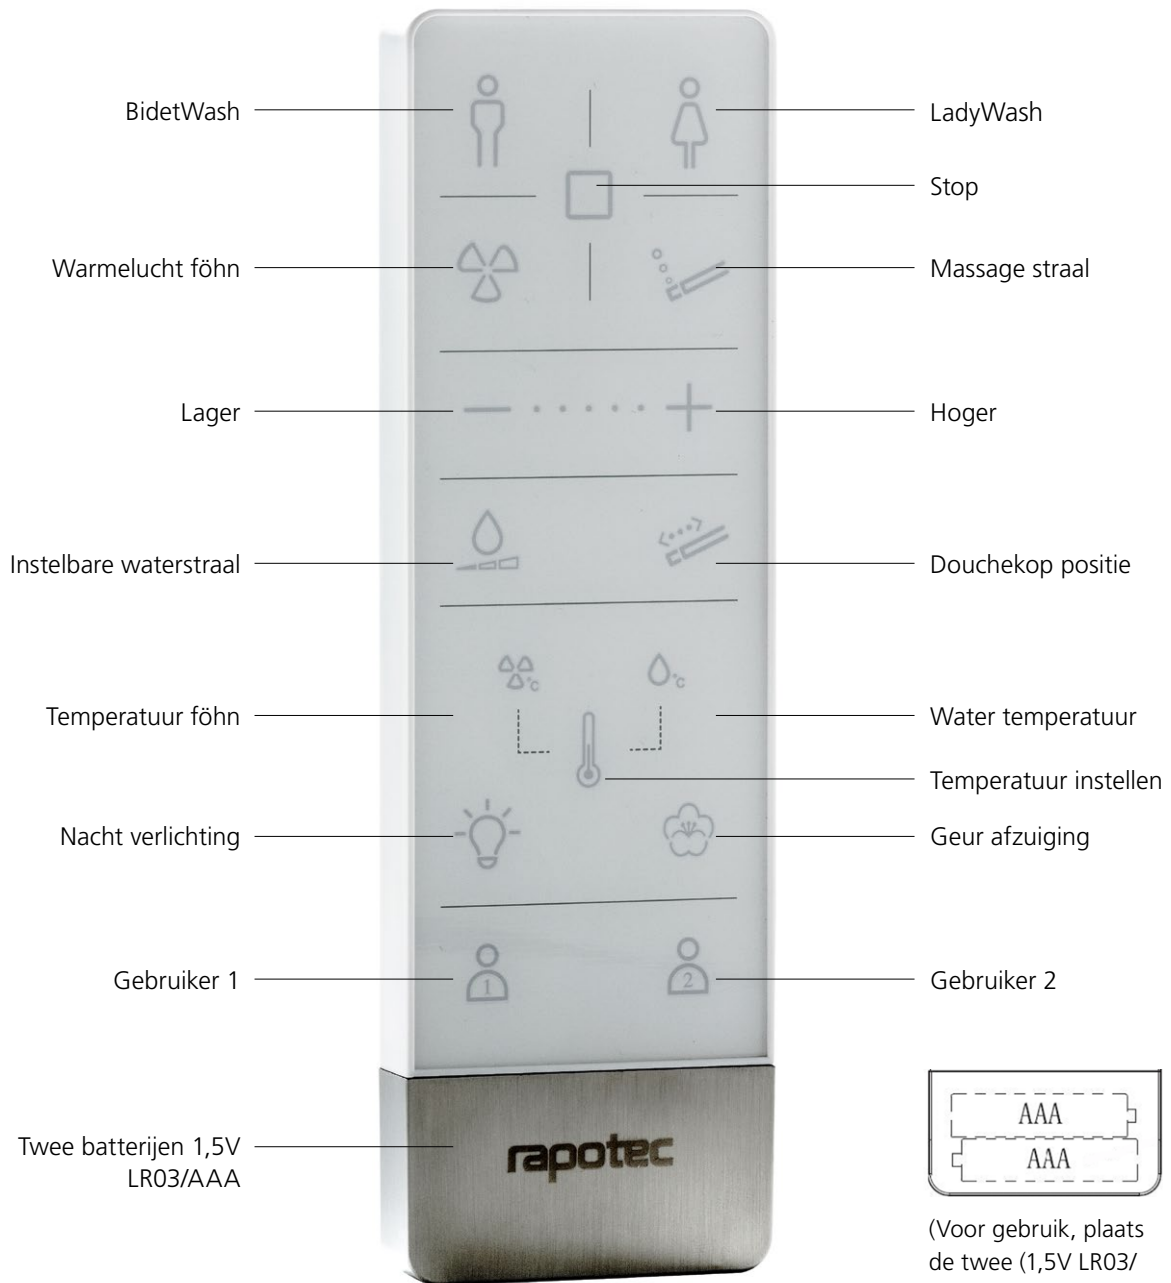 BidetWash
LadyWash
Stop
Warmelucht föhn
Massage straal
Lager
Hoger
Instelbare waterstraal
Douchekop positie
°C
°C
Temperatuur föhn
Water temperatuur
Temperatuur instellen
Nacht verlichting
Geur afzuiging
1
2
Gebruiker 1
Gebruiker 2
Twee batterijen 1,5V
LR03/AAA
rapotec
AAA
AAA
(Voor gebruik, plaats
de twee (1,5V LR03/